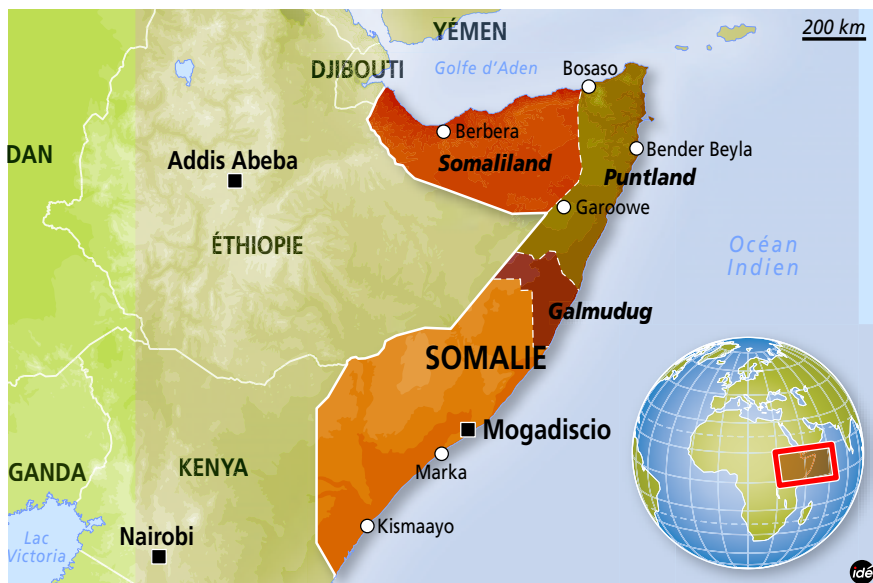 YÉMEN
200 km
DJIBOUTI
Golfe d'Aden
Bosaso
Berbera
DAN
Addis Abeba
Somaliland
Bender Beyla
Puntland
Garoowe
ÉTHIOPIE
Océan
Indien
Galmudug
SOMALIE
Mogadiscio
Marka
KENYA
GANDA
Kismaayo
Nairobi
Lac
Victoria
idé